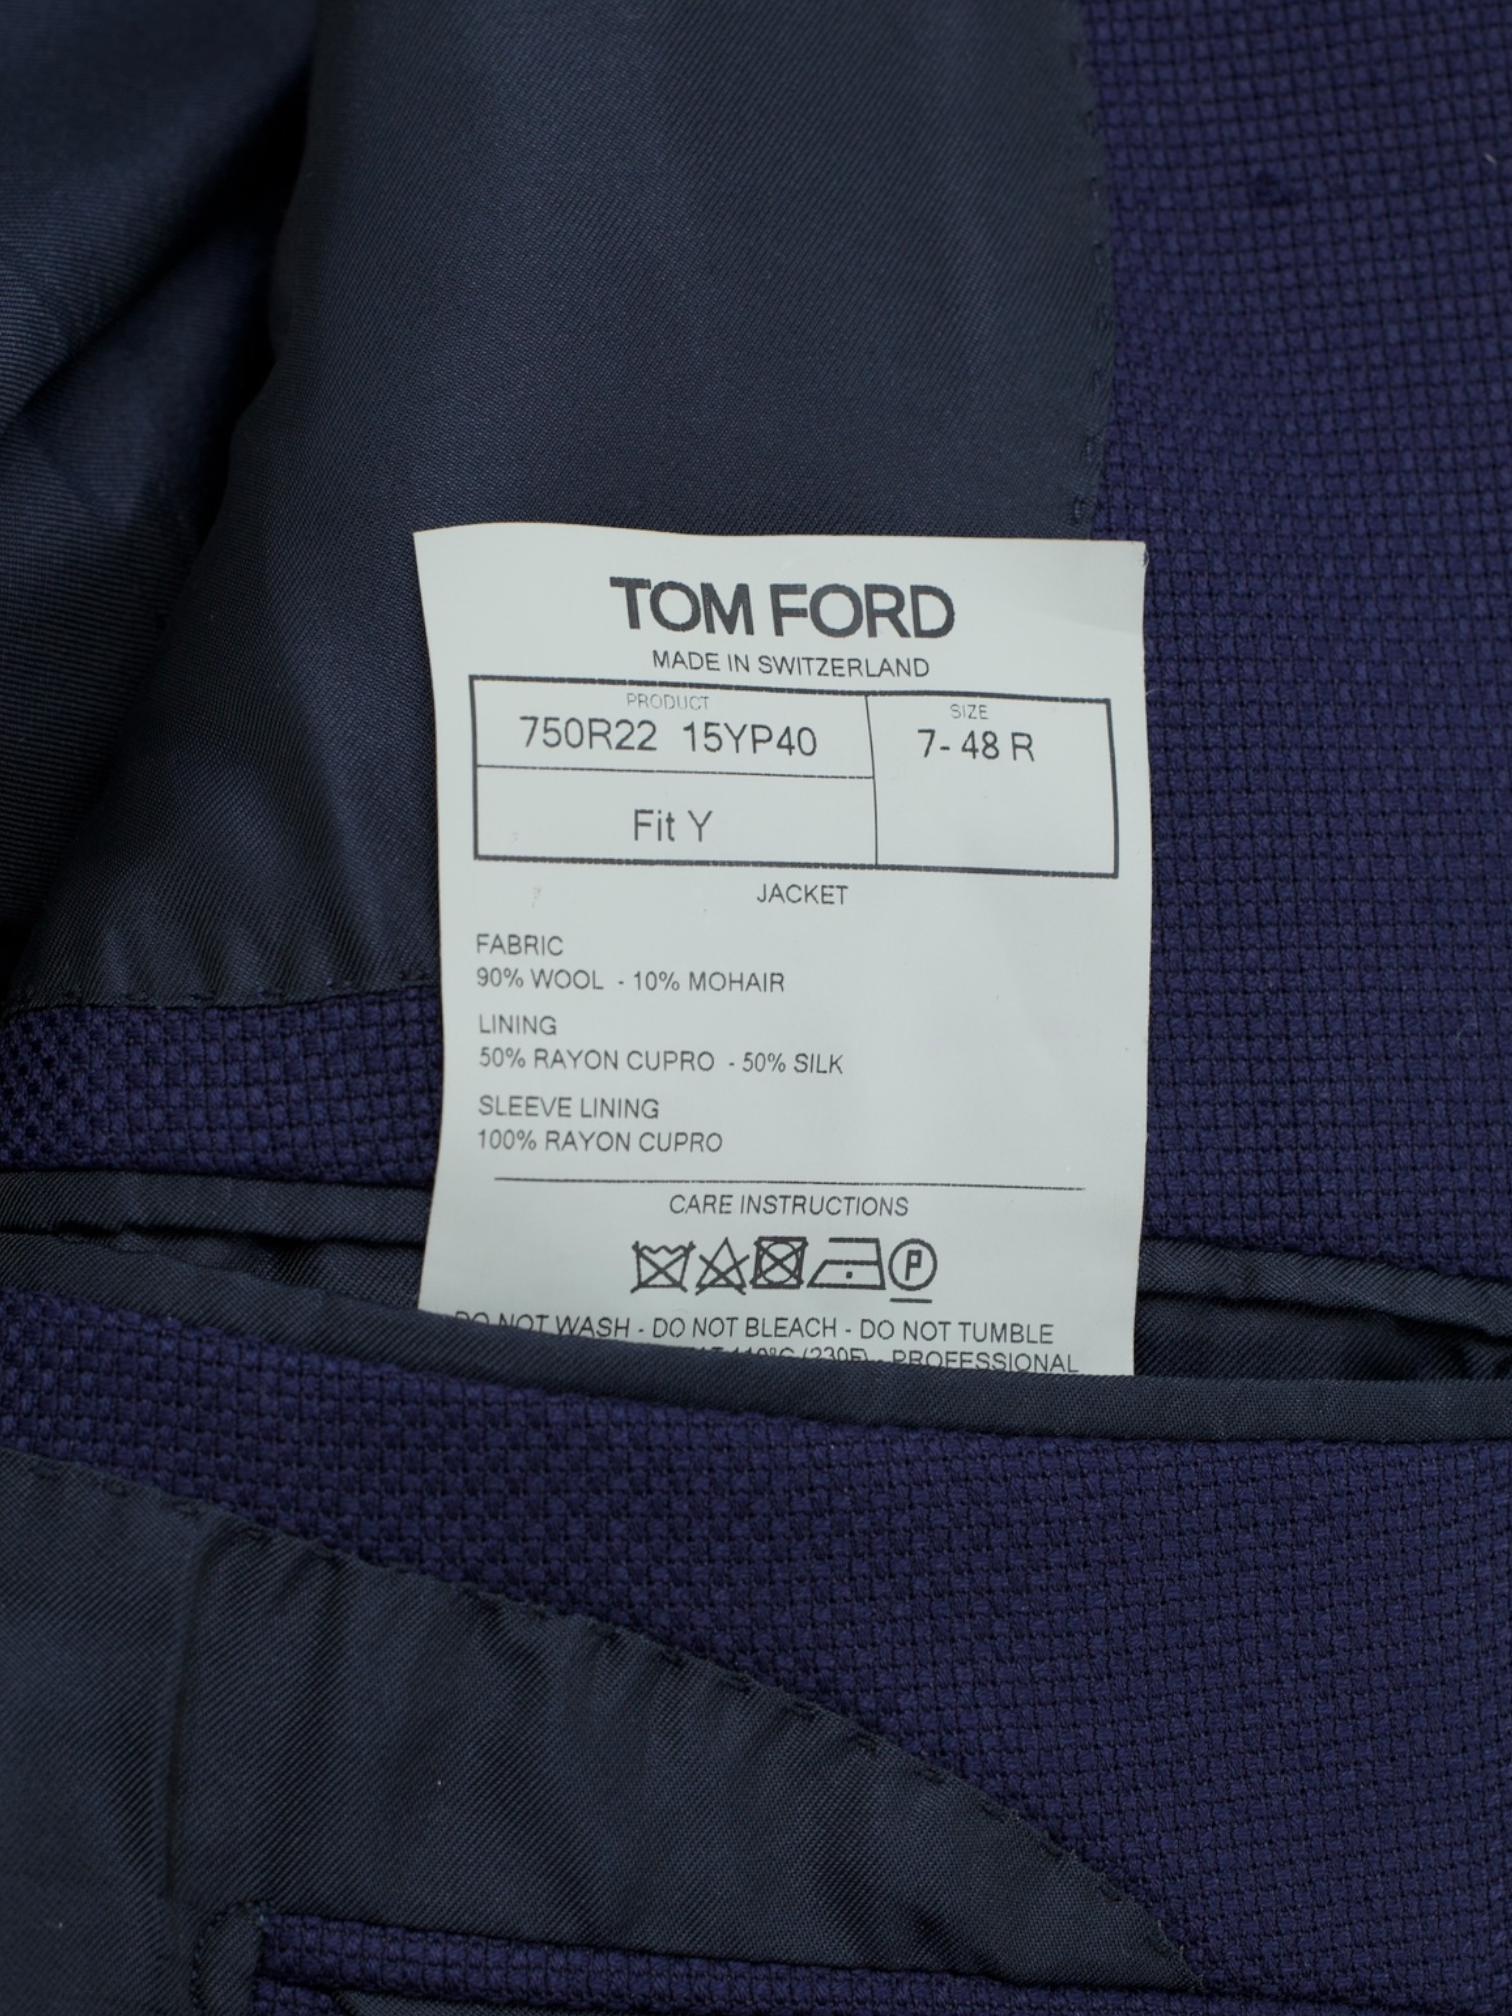 TOM FORD
MADE IN SWITZERLAND
PRODUCT
750R22 15YP40
SIZE
7- 48 R
Fit Y
JACKET
FABRIC
90% WOOL - 10% MOHAIR
LINING
50% RAYON CUPRO - 50% SILK
SLEEVE LINING
100% RAYON CUPRO
CARE INSTRUCTIONS
P
DO NOT WASH - DO NOT BLEACH - DO NOT TUMBLE
110°C (230F) - PROFESSIONAL